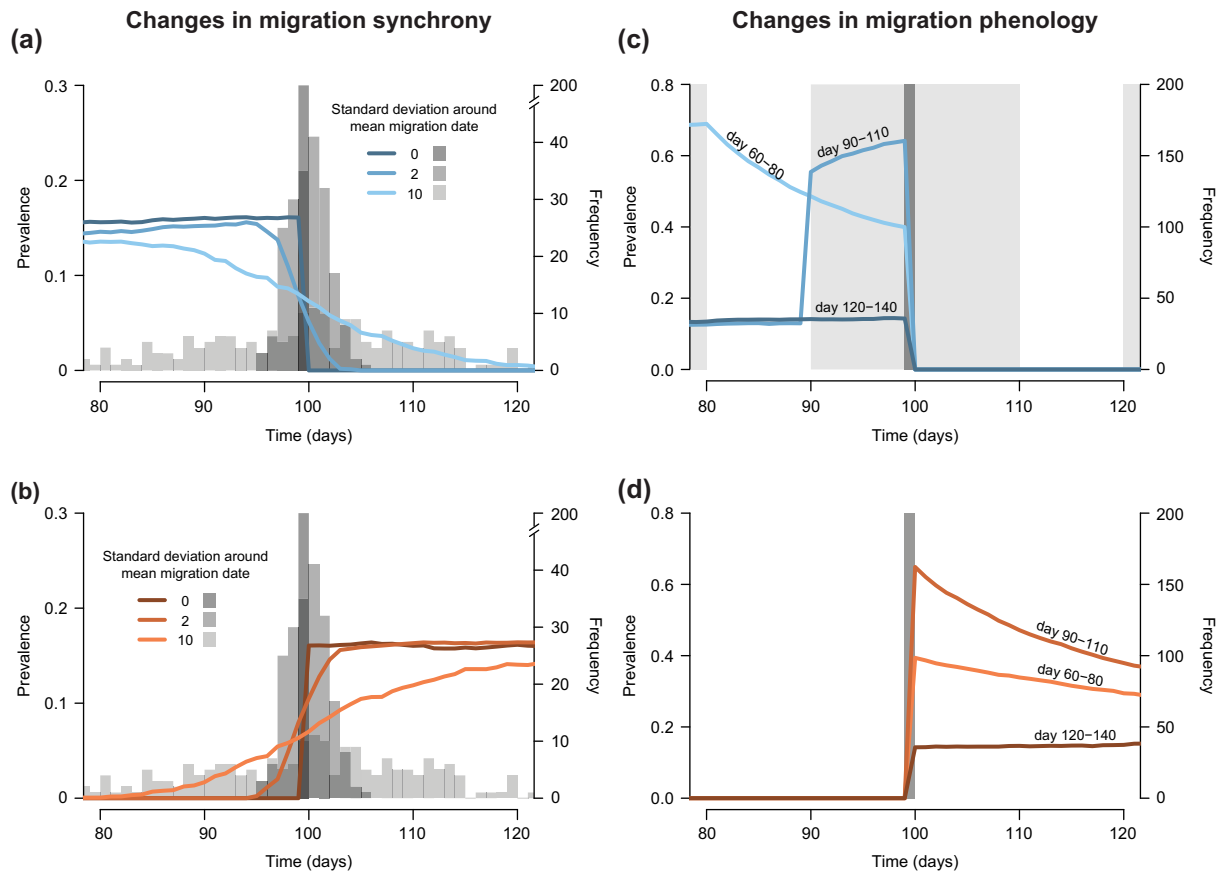 Changes in migration synchrony
Changes in migration phenology
(a)
0.3
0.2
0.1
0
Prevalence
200
40
30
20
10
0
Frequency
Standard deviation around
mean migration date
0
2
10
80
90
100
110
120
Time (days)
(c)
0.8
0.6
0.4
0.2
0.0
Prevalence
200
150
100
50
0
Frequency
day 60−80
day 90−110
day 120−140
80
90
100
110
120
Time (days)
(b)
0.3
0.2
0.1
0
Prevalence
200
40
30
20
10
0
Frequency
Standard deviation around
mean migration date
0
2
10
80
90
100
110
120
Time (days)
(d)
0.8
0.6
0.4
0.2
0.0
Prevalence
200
150
100
50
0
Frequency
day 90−110
day 60−80
day 120−140
80
90
100
110
120
Time (days)